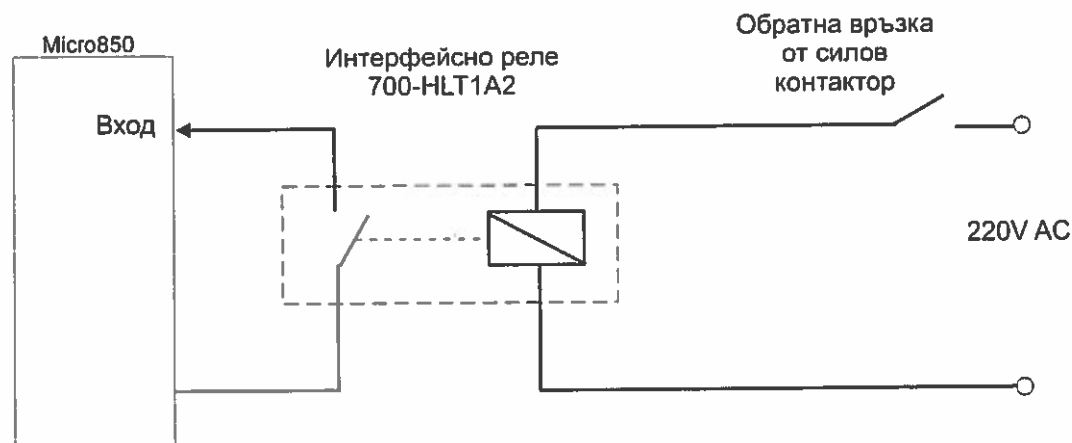 Micro850
Интерфейсно реле
700-HLT1A2
Обратна връзка
от силов
контактор
Вход
220V AC